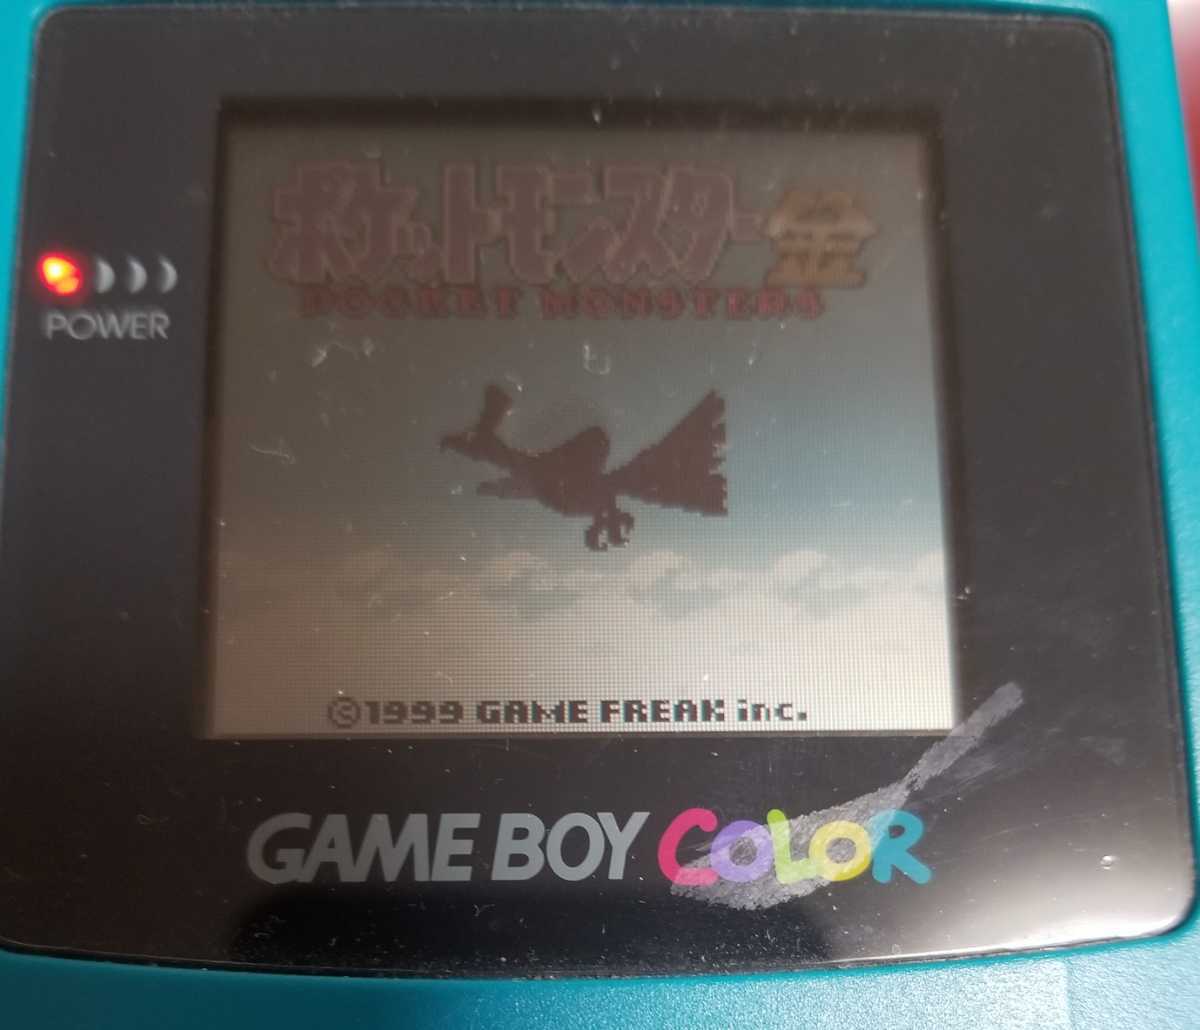 ポケットモンスター金
POCKET MONSTERS
POWER
©1999 GAME FREAK inc.
GAME BOY COLOR